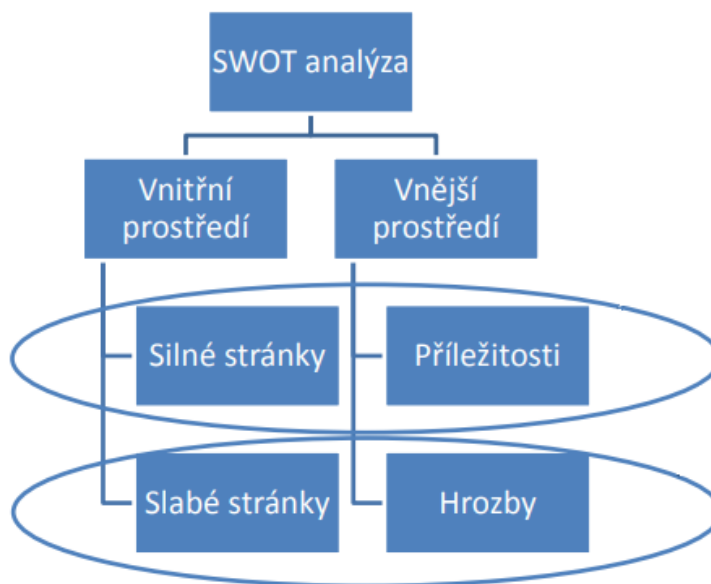 SWOT analýza
Vnitřní
prostředí
Vnější
prostředí
Silné stránky
Příležitosti
Slabé stránky
Hrozby